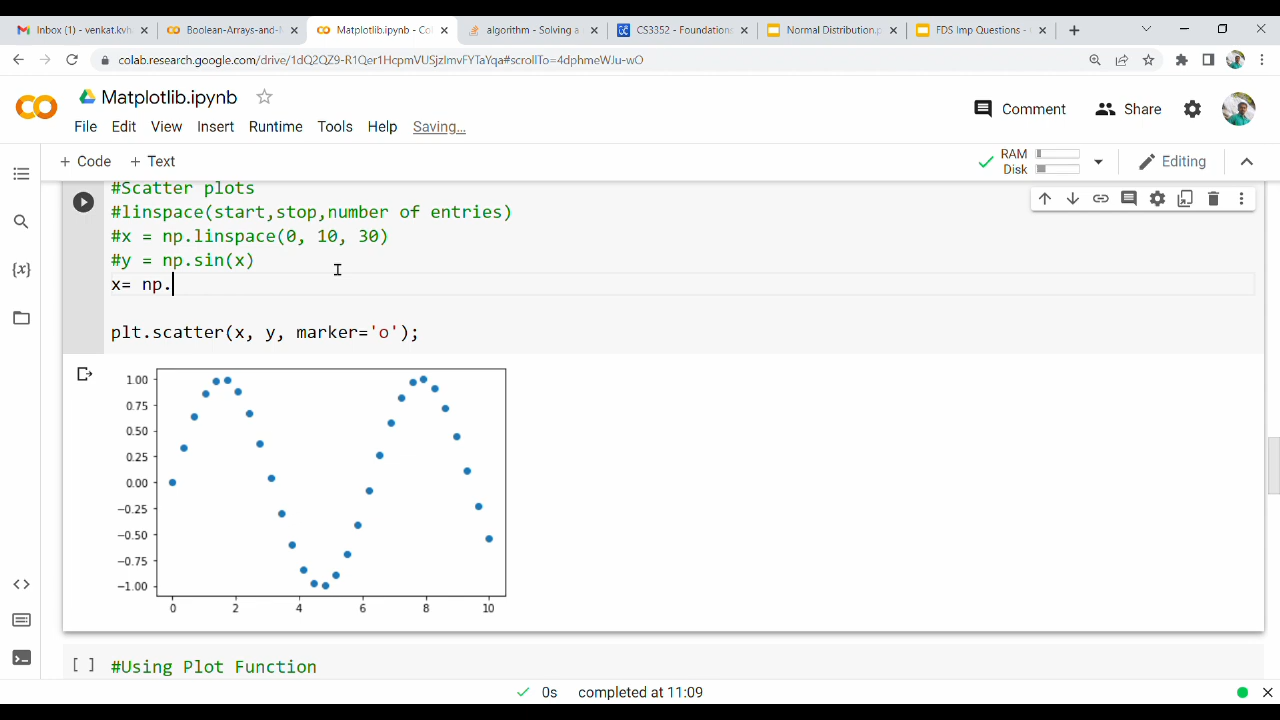 Inbox (1) - venkat.kvh
Boolean-Arrays-and-
Matplotlib.ipynb - Co
algorithm - Solving a
CS3352 - Foundations
Normal Distribution.p
FDS Imp Questions -
colab.research.google.com/drive/1dQ2QZ9-R1Qer1HcpmVUSjzlmvFYTaYqa#scrollTo=4dphmeWJu-wO
Matplotlib.ipynb
Comment
Share
File Edit View Insert Runtime Tools Help Saving...
+ Code + Text
RAM
Disk
Editing
#Scatter plots
#linspace(start,stop,number of entries)
#x = np.linspace(0, 10, 30)
#y = np.sin(x)
x= np.
plt.scatter(x, y, marker='o');
{x}
1.00
0.75
0.50
0.25
0.00
−0.25
−0.50
−0.75
−1.00
0 2 4 6 8 10
[ ] #Using Plot Function
0s completed at 11:09